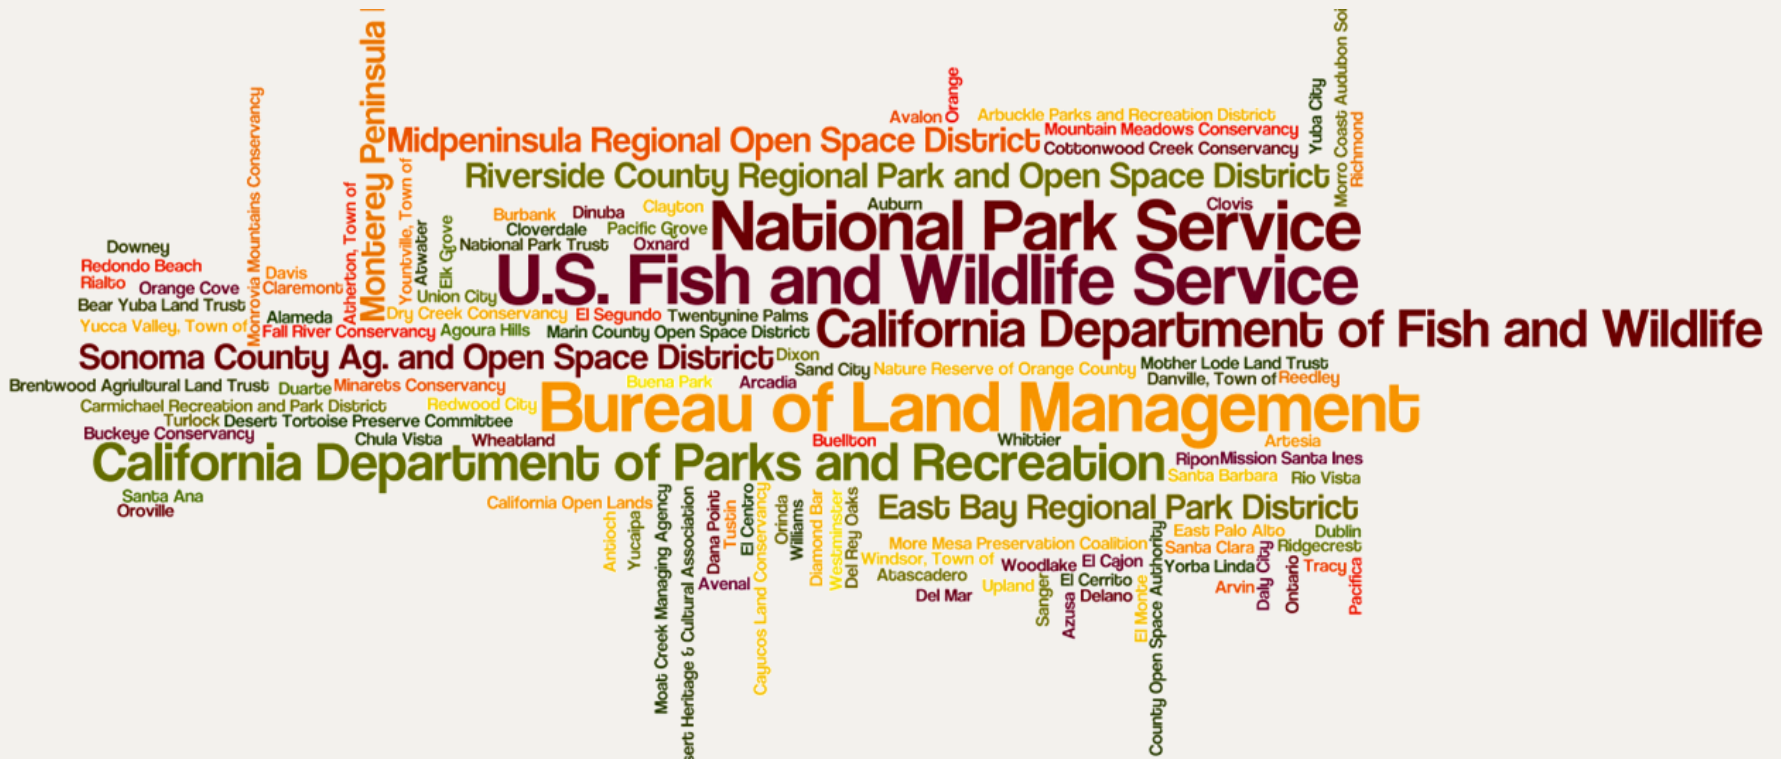 Monterey Peninsula
Morro Coast Audubon Soi
Orange
Avalon
Arbuckle Parks and Recreation District
Yuba City
Monrovia Mountains Conservancy
Midpeninsula Regional Open Space District
Mountain Meadows Conservancy
Cottonwood Creek Conservancy
Richmond
Riverside County Regional Park and Open Space District
Atherton, Town of
Yountville, Town of
Burbank
Dinuba
Clayton
Auburn
Clovis
National Park Service
Atwater
Elk Grove
Cloverdale
Pacific Grove
Downey
National Park Trust
Oxnard
Redondo Beach
Davis
U.S. Fish and Wildlife Service
Rialto
Orange Cove
Claremont
Union City
Bear Yuba Land Trust
Alameda
Dry Creek Conservancy
El Segundo
Twentynine Palms
Yucca Valley, Town of
Fall River Conservancy
Agoura Hills
Marin County Open Space District
California Department of Fish and Wildlife
Sonoma County Ag. and Open Space District
Dixon
Sand City
Nature Reserve of Orange County
Mother Lode Land Trust
Danville, Town of
Reedley
Brentwood Agriultural Land Trust
Duarte
Minarets Conservancy
Buena Park
Arcadia
Carmichael Recreation and Park District
Redwood City
Bureau of Land Management
Turlock
Desert Tortoise Preserve Committee
Buckeye Conservancy
Chula Vista
Wheatland
Buellton
Whittier
Artesia
California Department of Parks and Recreation
Ripon
Mission Santa Ines
Santa Barbara
Rio Vista
Santa Ana
Oroville
California Open Lands
East Bay Regional Park District
Antioch
Yucaipa
Moat Creek Managing Agency
sert Heritage & Cultural Association
Dana Point
Tustin
El Centro
Cayucos Land Conservancy
Orinda
Williams
Diamond Bar
Westminster
Del Rey Oaks
Avenal
East Palo Alto
Dublin
More Mesa Preservation Coalition
County Open Space Authority
Santa Clara
Ridgecrest
Windsor, Town of
Woodlake
El Cajon
Yorba Linda
Daly City
Ontario
Tracy
Pacifica
Atascadero
Upland
Sanger
El Cerrito
Arvin
Del Mar
Azusa
Delano
El Monte